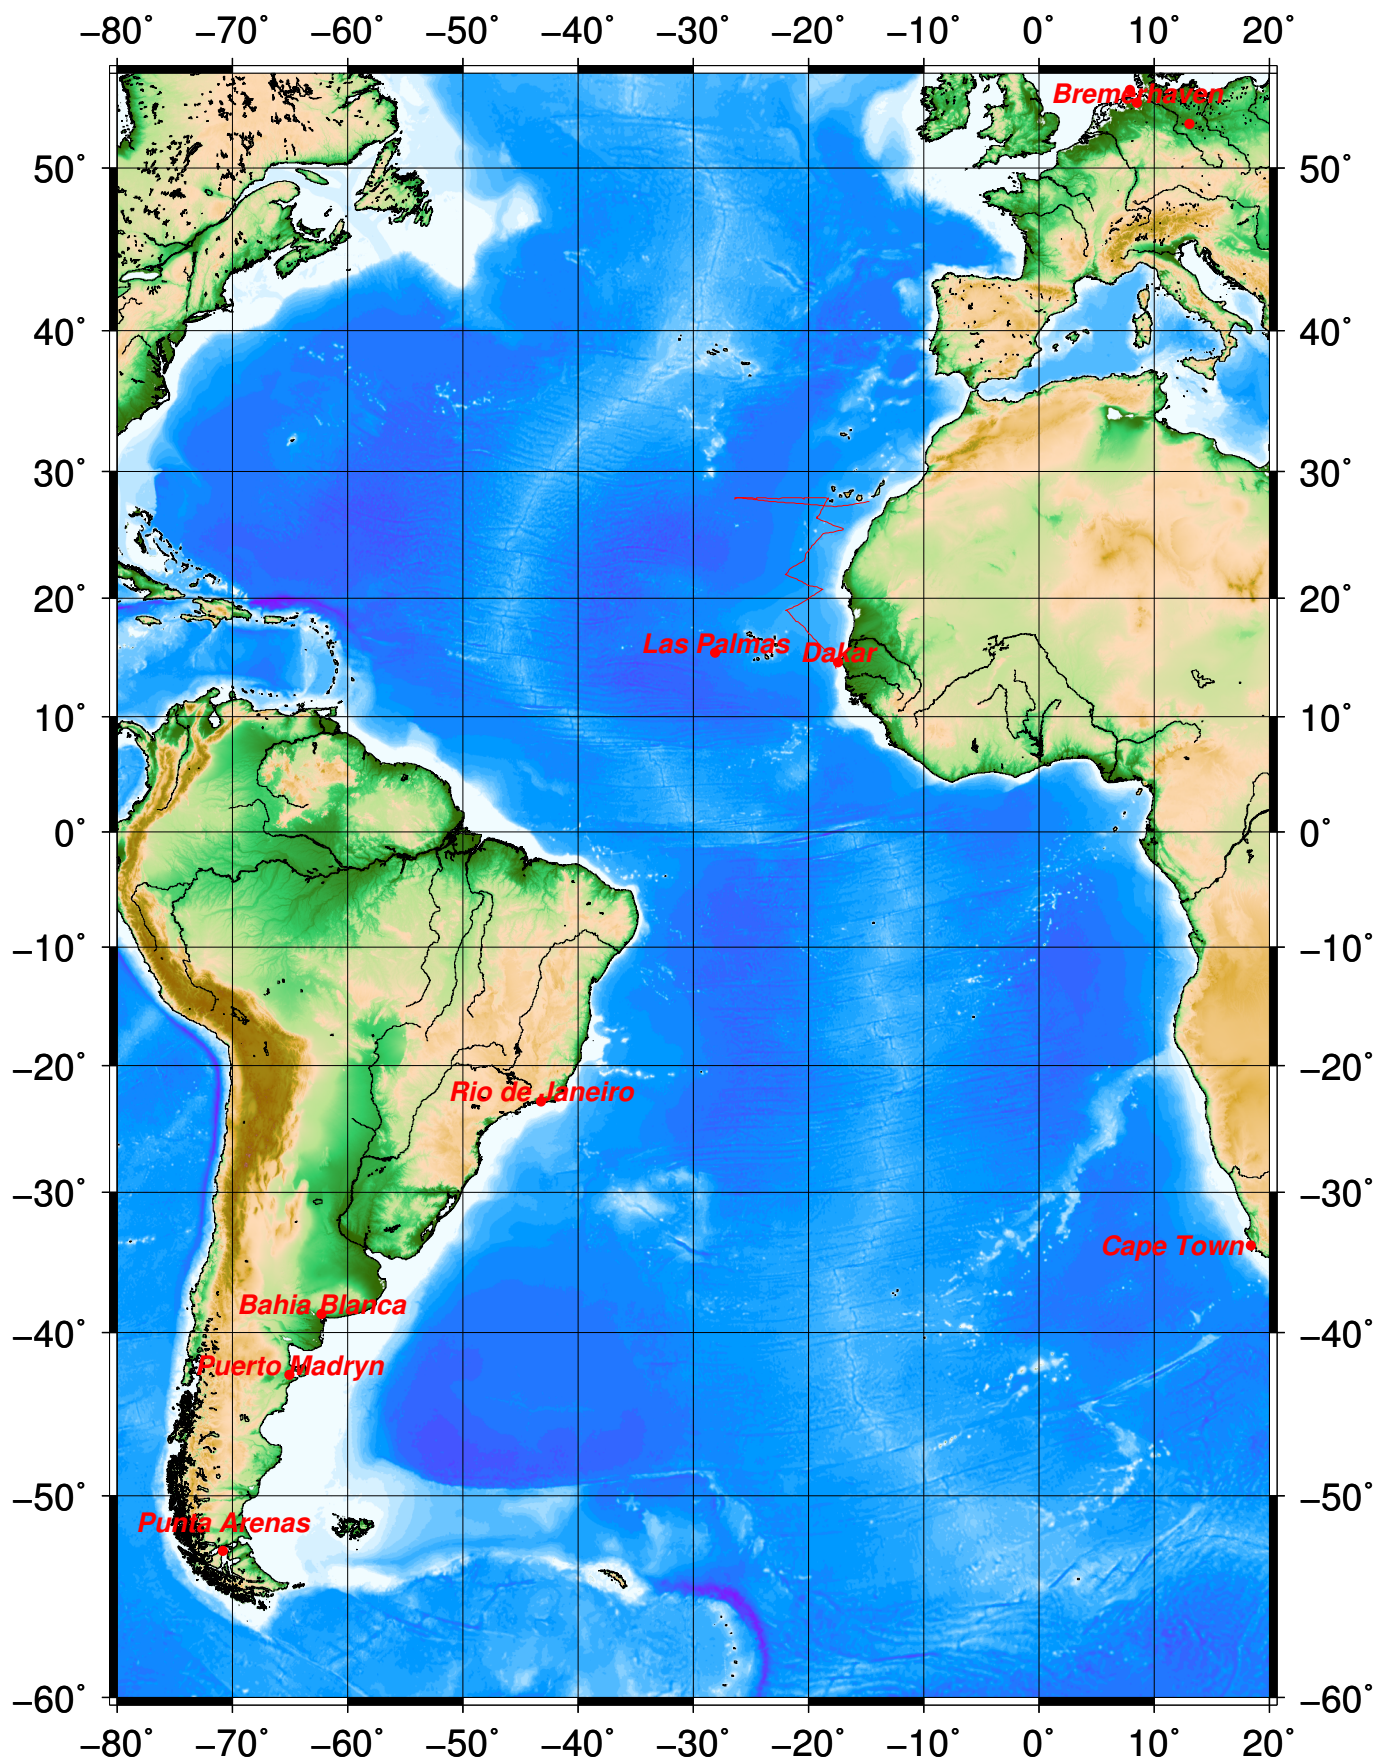 −80° −70° −60° −50° −40° −30° −20° −10° 0° 10° 20°
Bremerhaven
50° 50°
40° 40°
30° 30°
20° 20°
Las Palmas Dakar
10° 10°
0° 0°
−10° −10°
−20° −20°
Rio de Janeiro
−30° −30°
Cape Town
Bahia Blanca
−40° −40°
Puerto Madryn
−50° −50°
Punta Arenas
−60° −60°
−80° −70° −60° −50° −40° −30° −20° −10° 0° 10° 20°